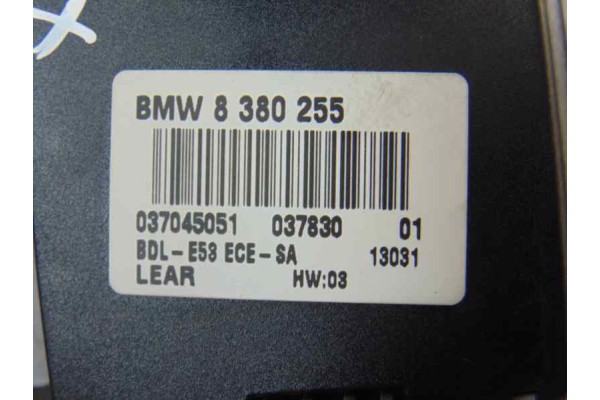 BMW 8 380 255
037045051 037830 01
BDL-E53 ECE-SA 13031
LEAR HW:03